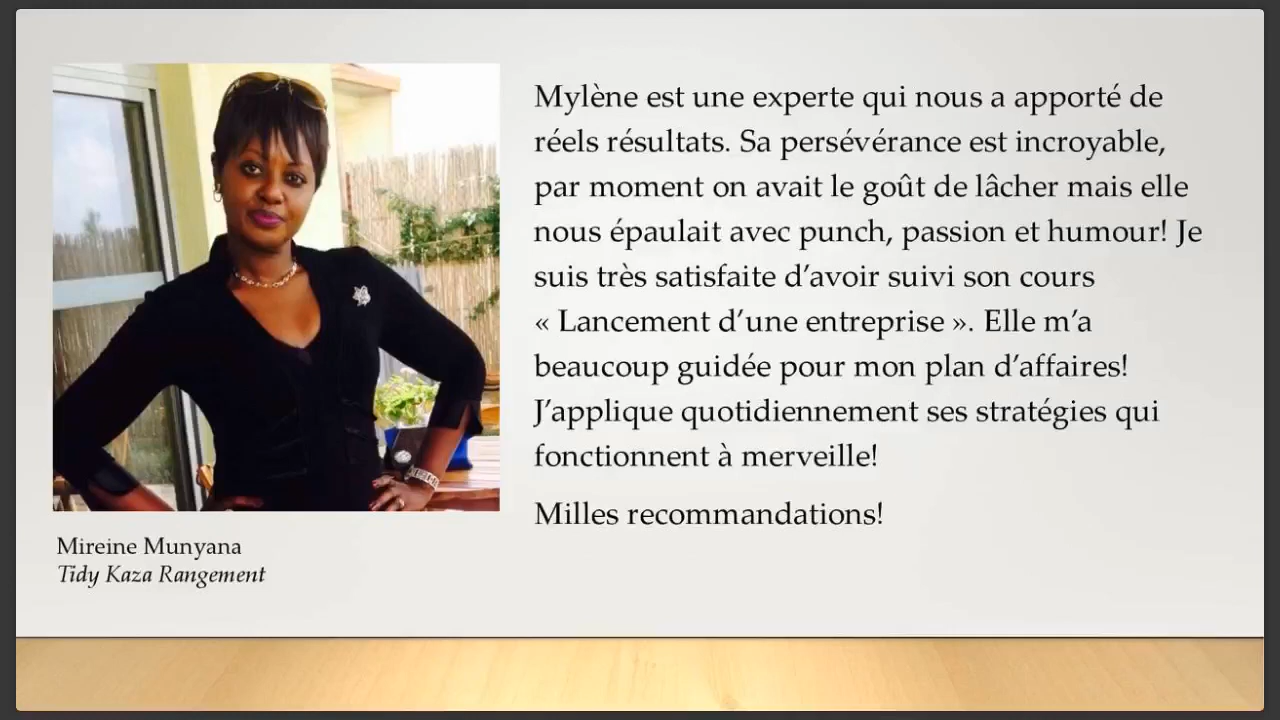 Mylène est une experte qui nous a apporté de
réels résultats. Sa persévérance est incroyable,
par moment on avait le goût de lâcher mais elle
nous épaulait avec punch, passion et humour! Je
suis très satisfaite d’avoir suivi son cours
« Lancement d’une entreprise ». Elle m’a
beaucoup guidée pour mon plan d’affaires!
J’applique quotidiennement ses stratégies qui
fonctionnent à merveille!
Milles recommandations!
Mireine Munyana
Tidy Kaza Rangement